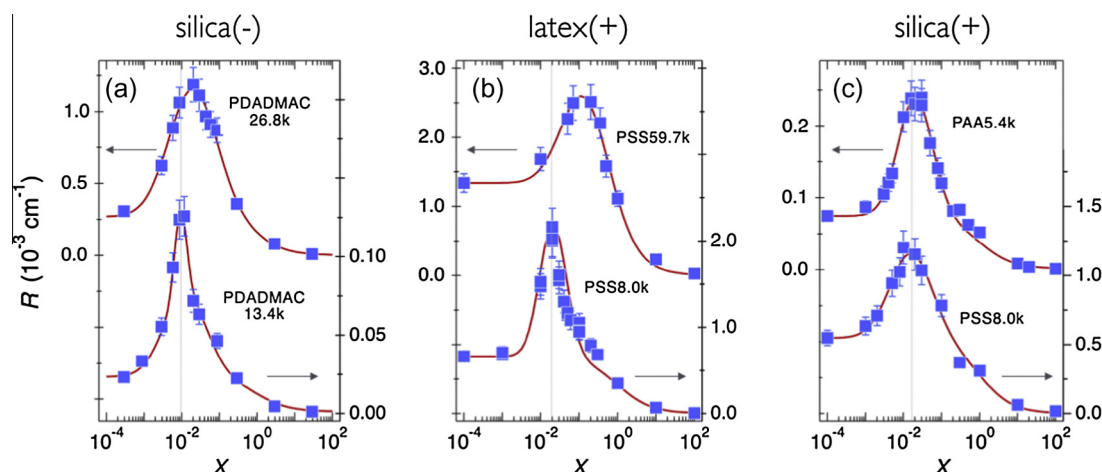 silica(-)
latex(+)
silica(+)
R (10⁻³ cm⁻¹)
(a)
PDADMAC
26.8k
1.0
0.5
0.0
PDADMAC
13.4k
0.10
0.05
0.00
10⁻⁴ 10⁻² 10⁰ 10²
X
(b)
3.0
2.0
1.0
0.0
PSS59.7k
PSS8.0k
2.0
1.0
0.0
10⁻⁴ 10⁻² 10⁰ 10²
X
(c)
0.2
0.1
0.0
PAA5.4k
PSS8.0k
1.5
1.0
0.5
0.0
10⁻⁴ 10⁻² 10⁰ 10²
X